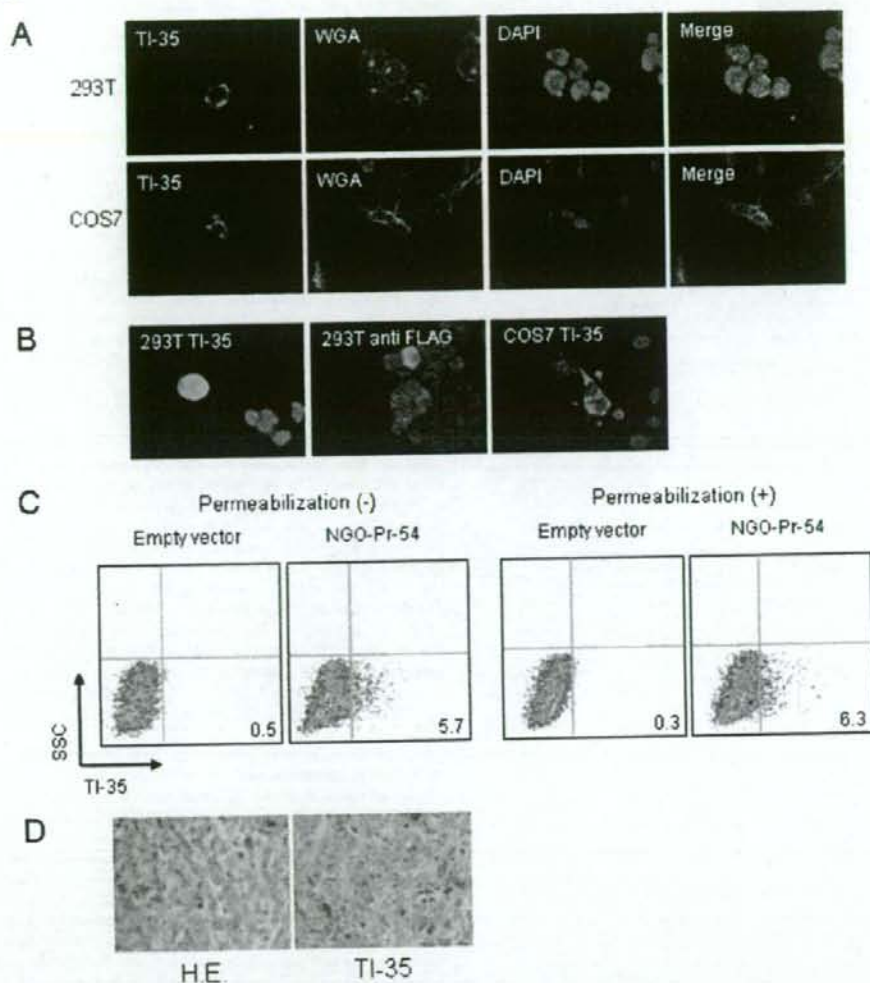 A
TI-35 WGA DAPI Merge
293T
TI-35 WGA DAPI Merge
COS7
B
293T TI-35 293T anti FLAG COS7 TI-35
C
Permeabilization (-) Permeabilization (+)
Empty vector NGO-Pr-54 Empty vector NGO-Pr-54
0.5 5.7 0.3 6.3
SSC
TI-35
D
H.E. TI-35